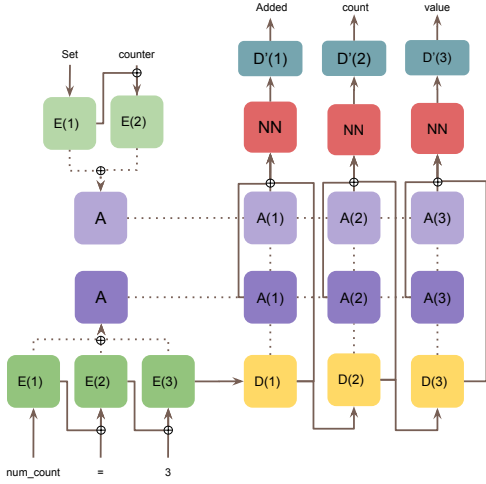 Added count value
D'(1) D'(2) D'(3)
Set counter
E(1) E(2)
NN NN NN
A A(1) A(2) A(3)
A A(1) A(2) A(3)
E(1) E(2) E(3) D(1) D(2) D(3)
num_count = 3